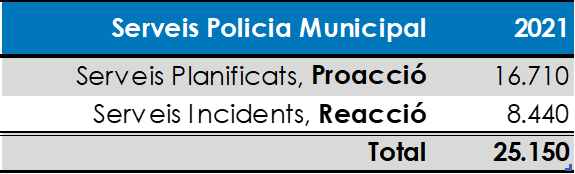 Serveis Policia Municipal 2021
Serveis Planificats, Proacció 16.710
Serveis Incidents, Reacció 8.440
Total 25.150